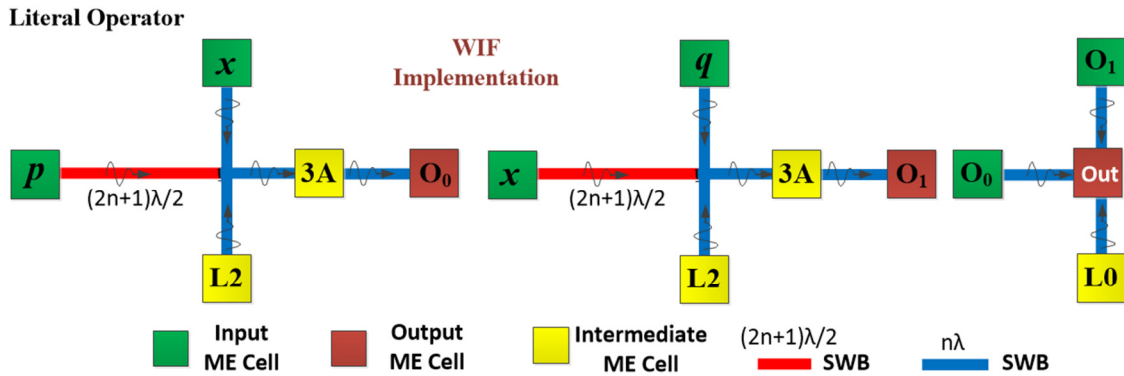 Literal Operator
WIF
Implementation
x
p
(2n+1)λ/2
3A
O₀
L2
q
x
(2n+1)λ/2
3A
O₁
L2
O₁
O₀
Out
L0
Input
ME Cell
Output
ME Cell
Intermediate
ME Cell
(2n+1)λ/2
SWB
nλ
SWB